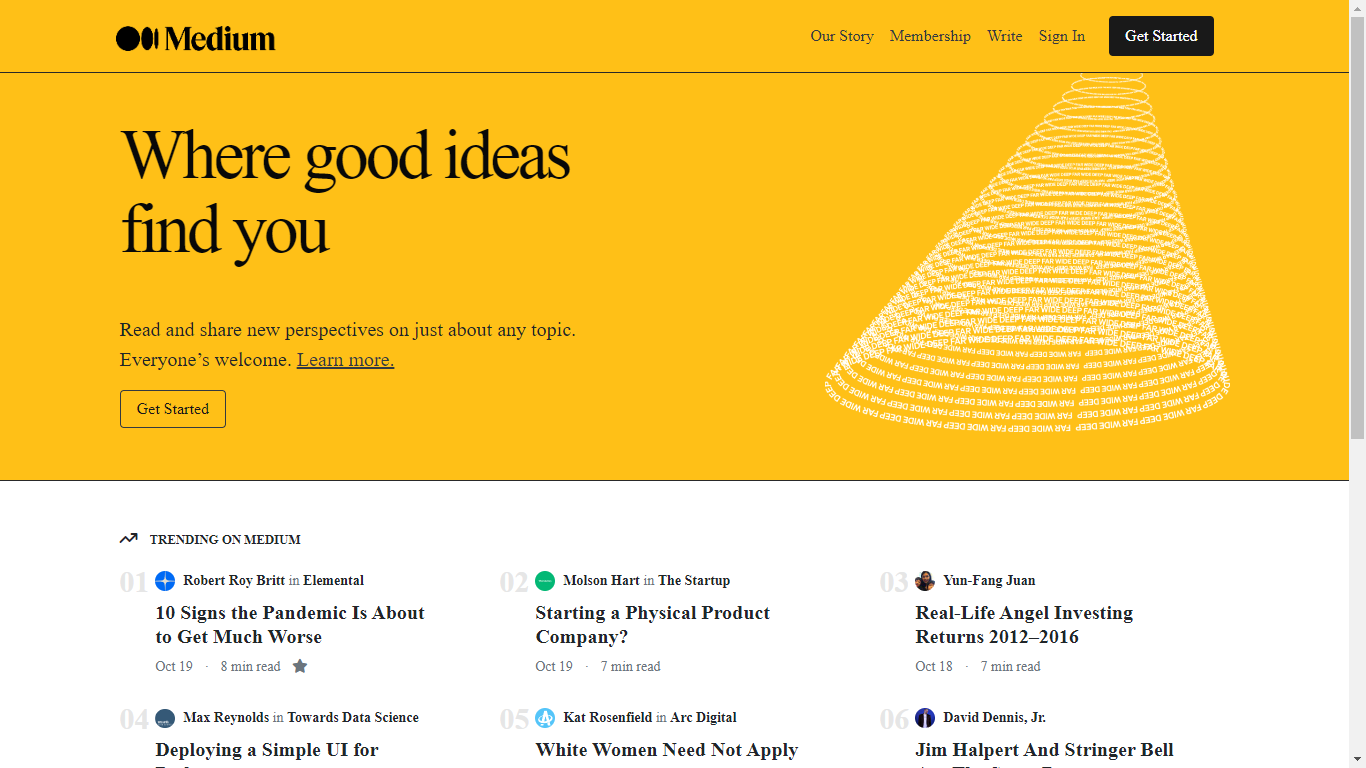 Medium
Our Story Membership Write Sign In Get Started
Where good ideas
find you
Read and share new perspectives on just about any topic.
Everyone’s welcome. Learn more.
Get Started
FAR WIDE DEEP FAR WIDE DEEP FAR WIDE DEEP
TRENDING ON MEDIUM
01 Robert Roy Britt in Elemental
10 Signs the Pandemic Is About
to Get Much Worse
Oct 19 · 8 min read
02 Molson Hart in The Startup
Starting a Physical Product
Company?
Oct 19 · 7 min read
03 Yun-Fang Juan
Real-Life Angel Investing
Returns 2012–2016
Oct 18 · 7 min read
04 Max Reynolds in Towards Data Science
Deploying a Simple UI for
05 Kat Rosenfield in Arc Digital
White Women Need Not Apply
06 David Dennis, Jr.
Jim Halpert And Stringer Bell